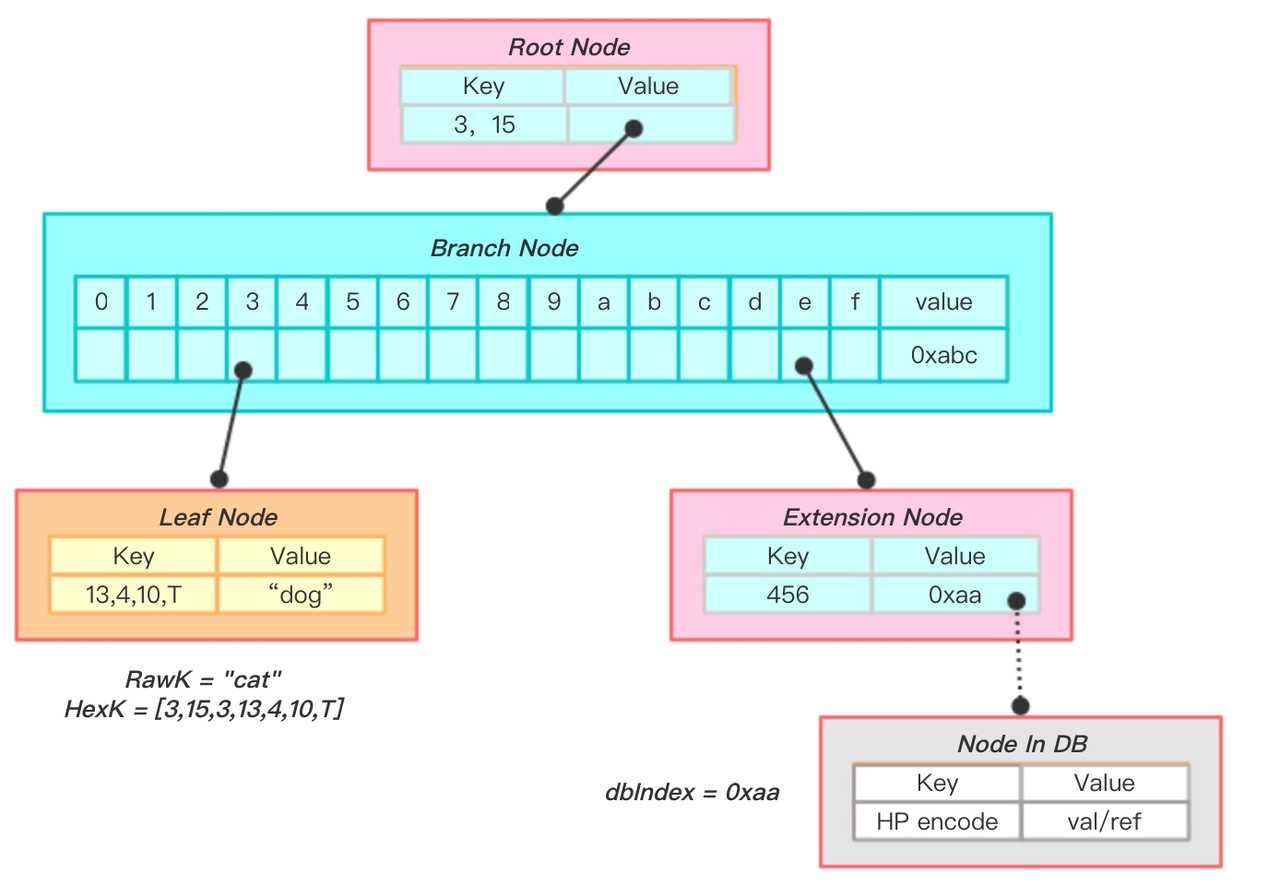 Root Node
Key Value
3, 15
Branch Node
0 1 2 3 4 5 6 7 8 9 a b c d e f value
0xabc
Leaf Node
Key Value
13,4,10,T “dog”
RawK = "cat"
HexK = [3,15,3,13,4,10,T]
Extension Node
Key Value
456 0xaa
Node In DB
Key Value
HP encode val/ref
dbIndex = 0xaa